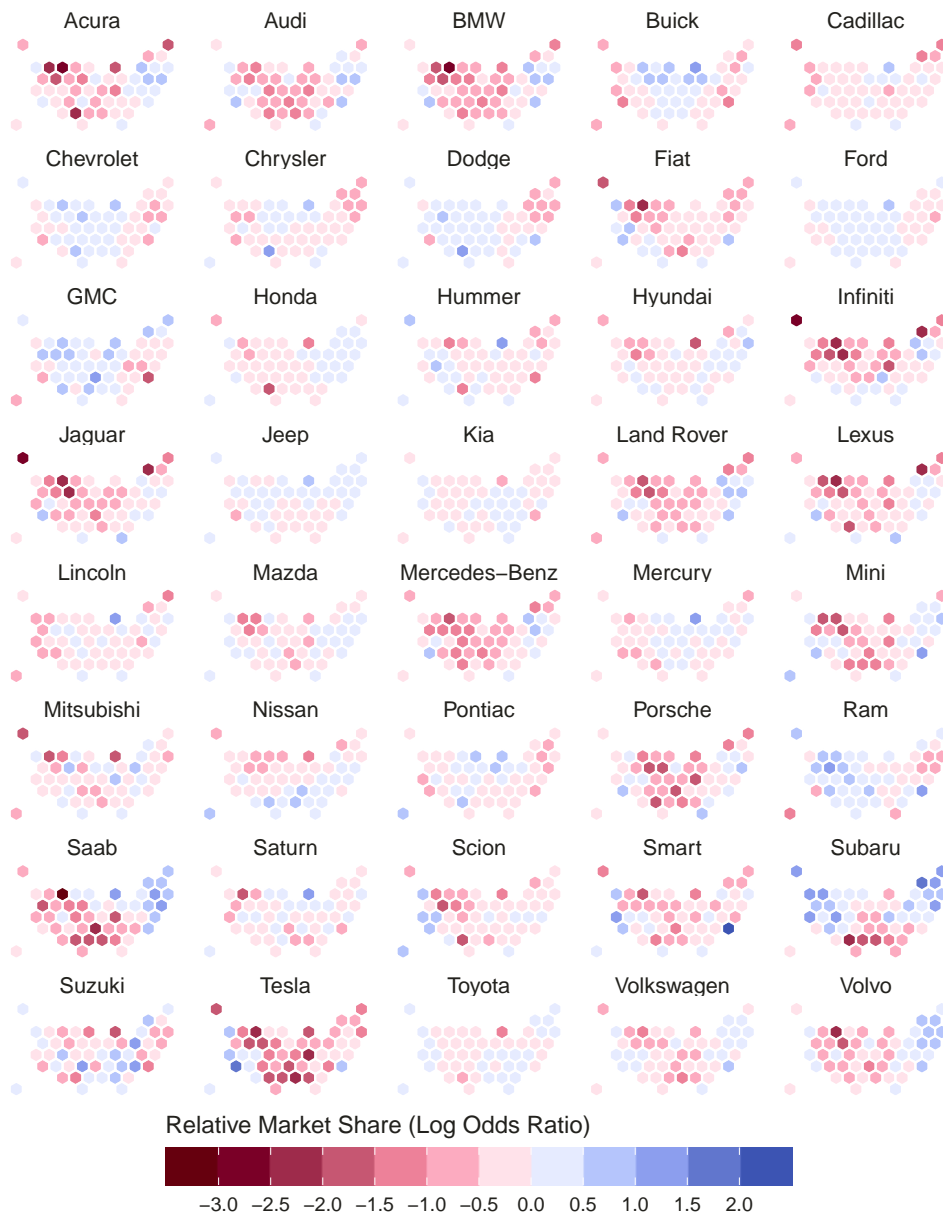 Acura Audi BMW Buick Cadillac
Chevrolet Chrysler Dodge Fiat Ford
GMC Honda Hummer Hyundai Infiniti
Jaguar Jeep Kia Land Rover Lexus
Lincoln Mazda Mercedes−Benz Mercury Mini
Mitsubishi Nissan Pontiac Porsche Ram
Saab Saturn Scion Smart Subaru
Suzuki Tesla Toyota Volkswagen Volvo
Relative Market Share (Log Odds Ratio)
−3.0 −2.5 −2.0 −1.5 −1.0 −0.5 0.0 0.5 1.0 1.5 2.0